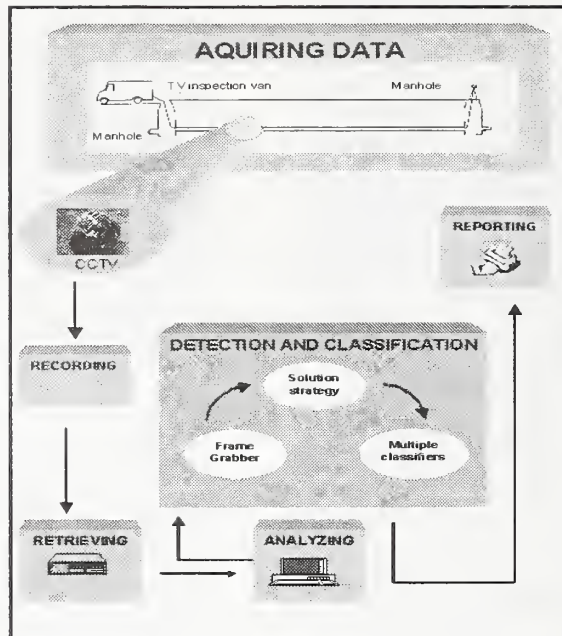 AQUIRING DATA
TV inspection van
Manhole
Manhole
CCTV
REPORTING
RECORDING
DETECTION AND CLASSIFICATION
Solution
strategy
Frame
Grabber
Multiple
classifiers
RETRIEVING
ANALYZING